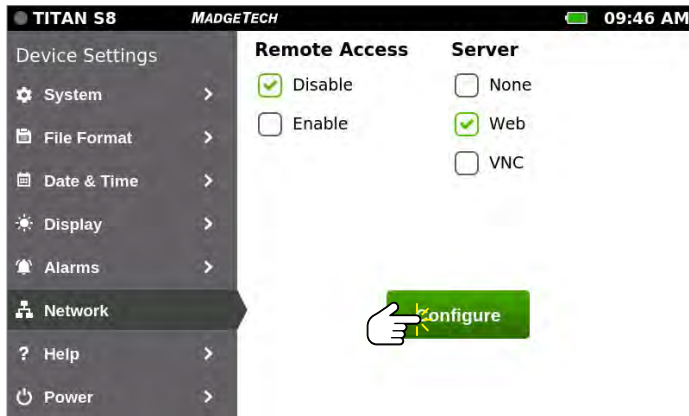 TITAN S8 MADGETECH 09:46 AM
Device Settings
System
File Format
Date & Time
Display
Alarms
Network
? Help
Power
Remote Access
Disable
Enable
Server
None
Web
VNC
Configure